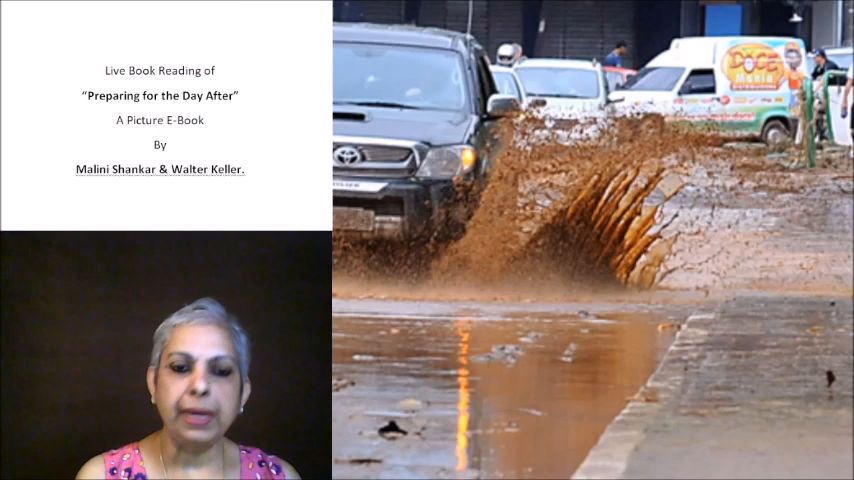 Live Book Reading of
“Preparing for the Day After”
A Picture E-Book
By
Malini Shankar & Walter Keller.
DOCE
Mania
DISTRIBUIDORA
TOYOTA